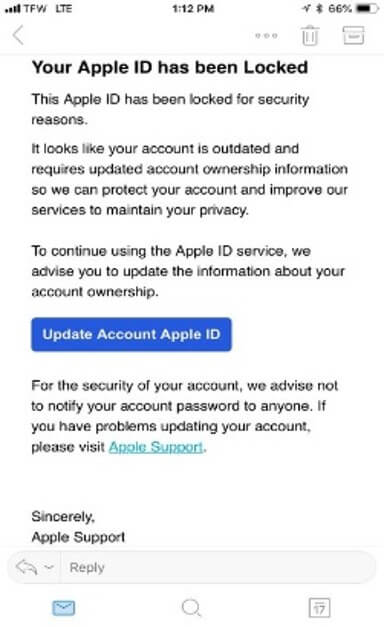 TFW LTE 1:12 PM 66%
Your Apple ID has been Locked
This Apple ID has been locked for security
reasons.
It looks like your account is outdated and
requires updated account ownership information
so we can protect your account and improve our
services to maintain your privacy.
To continue using the Apple ID service, we
advise you to update the information about your
account ownership.
Update Account Apple ID
For the security of your account, we advise not
to notify your account password to anyone. If
you have problems updating your account,
please visit Apple Support.
Sincerely,
Apple Support
Reply
17